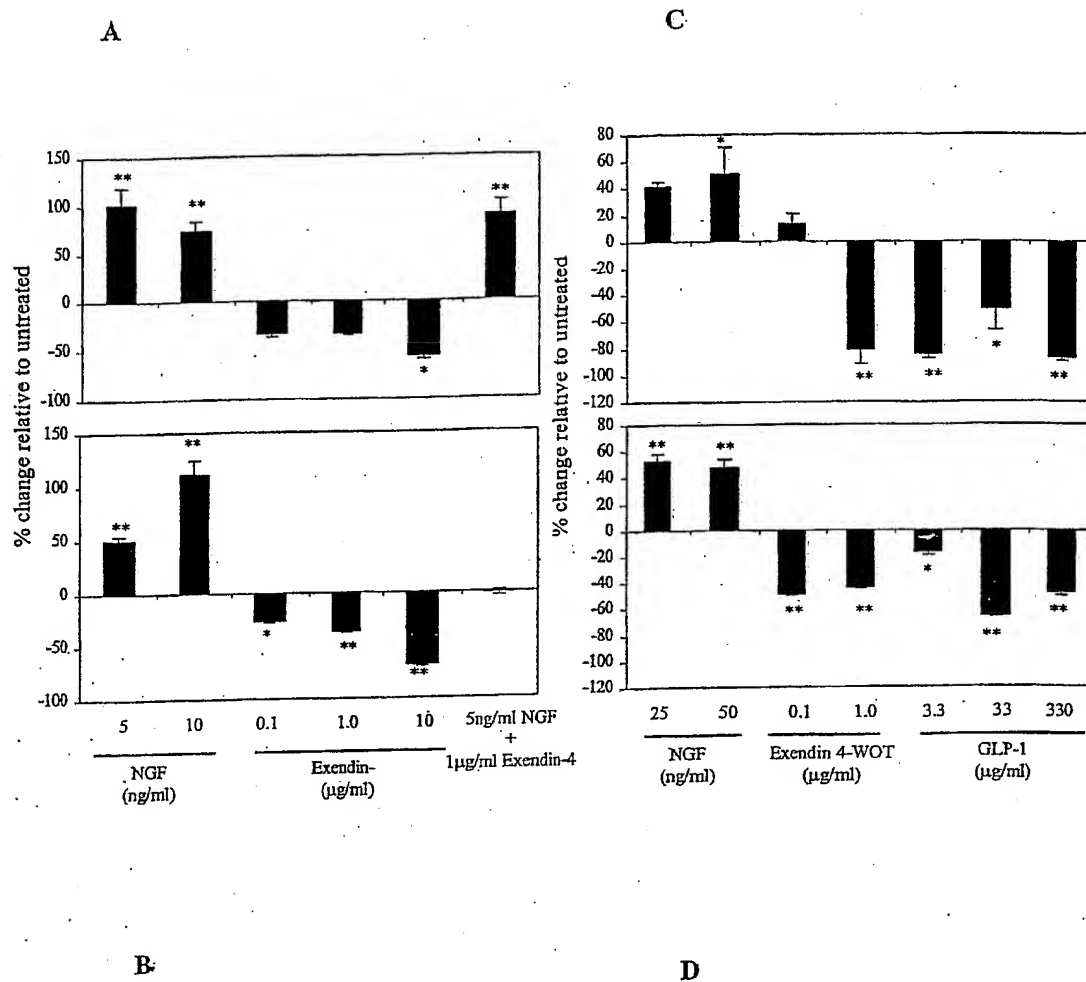 A
C
% change relative to untreated
150
100
50
0
-50
-100
** ** * **
150
100
50
0
-50
-100
** ** * ** **
5 10 0.1 1.0 10 5ng/ml NGF
+
1µg/ml Exendin-4
NGF
(ng/ml)
Exendin-
(µg/ml)
% change relative to untreated
80
60
40
20
0
-20
-40
-60
-80
-100
-120
* ** ** * **
80
60
40
20
0
-20
-40
-60
-80
-100
-120
** ** ** ** * ** **
25 50 0.1 1.0 3.3 33 330
NGF
(ng/ml)
Exendin 4-WOT
(µg/ml)
GLP-1
(µg/ml)
B
D